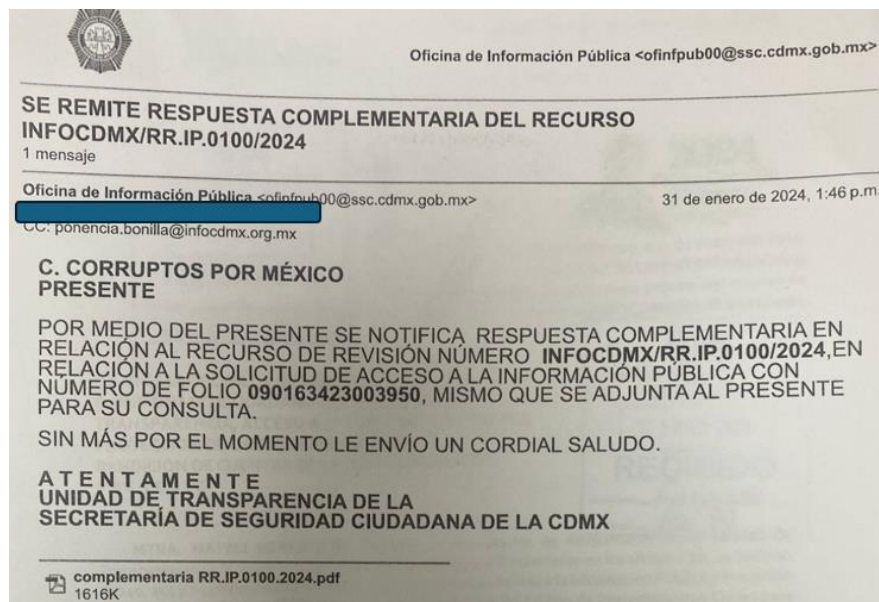 Oficina de Información Pública <ofinfpub00@ssc.cdmx.gob.mx>
SE REMITE RESPUESTA COMPLEMENTARIA DEL RECURSO
INFOCDMX/RR.IP.0100/2024
1 mensaje
Oficina de Información Pública <ofinfpub00@ssc.cdmx.gob.mx>
31 de enero de 2024, 1:46 p.m.
CC: ponencia.bonilla@infocdmx.org.mx
C. CORRUPTOS POR MÉXICO
PRESENTE
POR MEDIO DEL PRESENTE SE NOTIFICA RESPUESTA COMPLEMENTARIA EN
RELACIÓN AL RECURSO DE REVISIÓN NÚMERO INFOCDMX/RR.IP.0100/2024,EN
RELACIÓN A LA SOLICITUD DE ACCESO A LA INFORMACIÓN PÚBLICA CON
NÚMERO DE FOLIO 090163423003950, MISMO QUE SE ADJUNTA AL PRESENTE
PARA SU CONSULTA.
SIN MÁS POR EL MOMENTO LE ENVÍO UN CORDIAL SALUDO.
A T E N T A M E N T E
UNIDAD DE TRANSPARENCIA DE LA
SECRETARÍA DE SEGURIDAD CIUDADANA DE LA CDMX
complementaria RR.IP.0100.2024.pdf
1616K